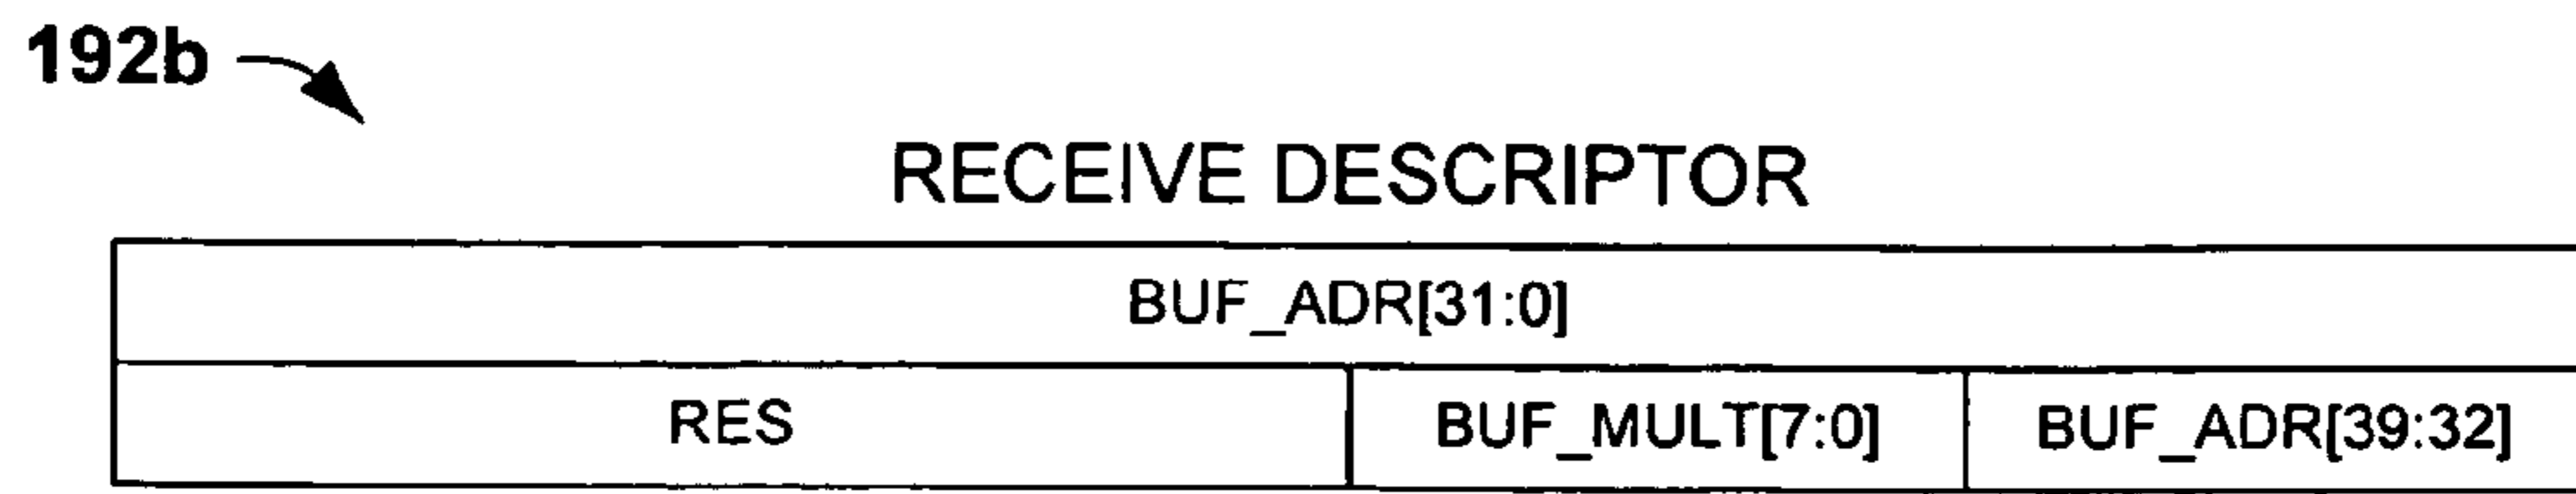 192b
RECEIVE DESCRIPTOR
BUF_ADR[31:0]
RES BUF_MULT[7:0] BUF_ADR[39:32]